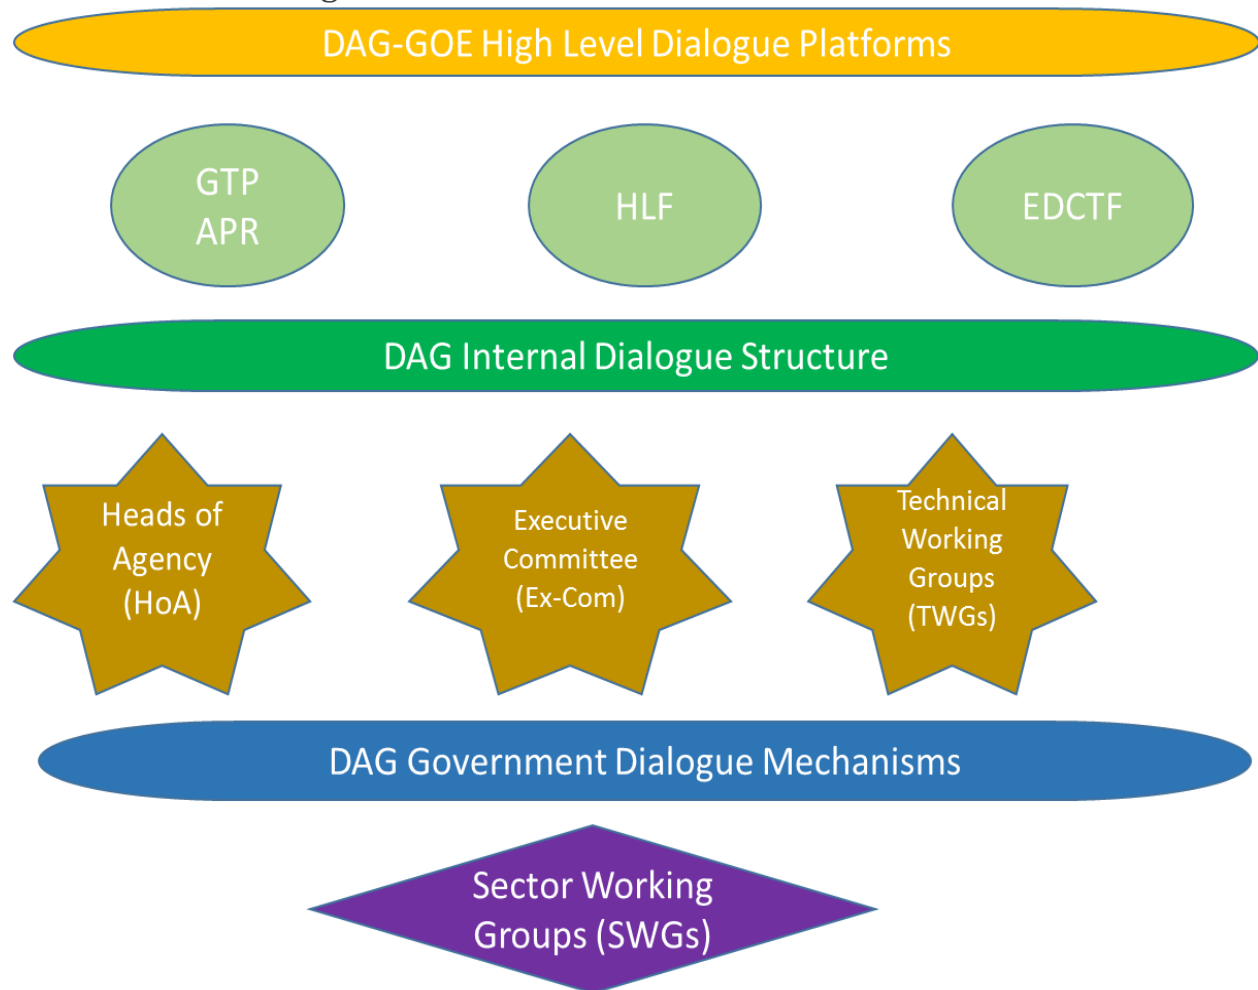 DAG-GOE High Level Dialogue Platforms
GTP
APR
HLF
EDCTF
DAG Internal Dialogue Structure
Heads of
Agency
(HoA)
Executive
Committee
(Ex-Com)
Technical
Working
Groups
(TWGs)
DAG Government Dialogue Mechanisms
Sector Working
Groups (SWGs)